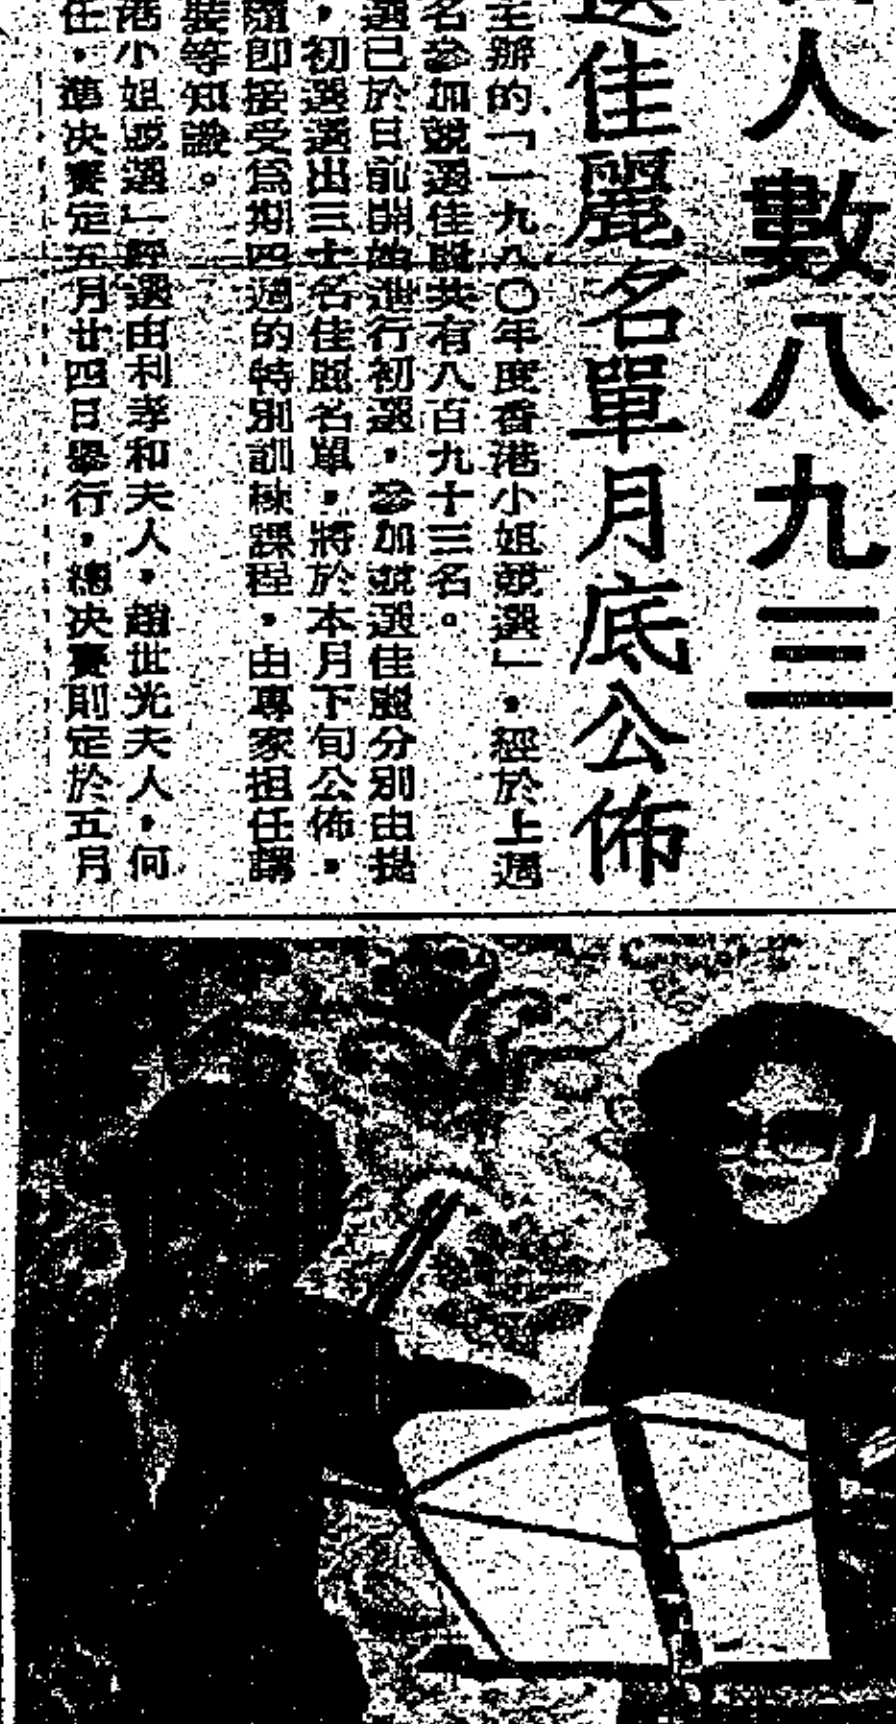 人數八九三
選佳麗名單月底公佈
主辦的「一九八〇年度香港小姐競選」，經於上週
名參加競選佳麗共有八百九十三名。
選已於日前開始進行初選，參加競選佳麗分別由提
，初選選出三十名佳麗名單，將於本月下旬公佈，
隨即接受為期四週的特別訓練課程，由專家担任講
裝等知識。
港小姐競選」評選由利孝和夫人，趙世光夫人，何
任，準決賽定五月廿四日舉行，總決賽則定於五月